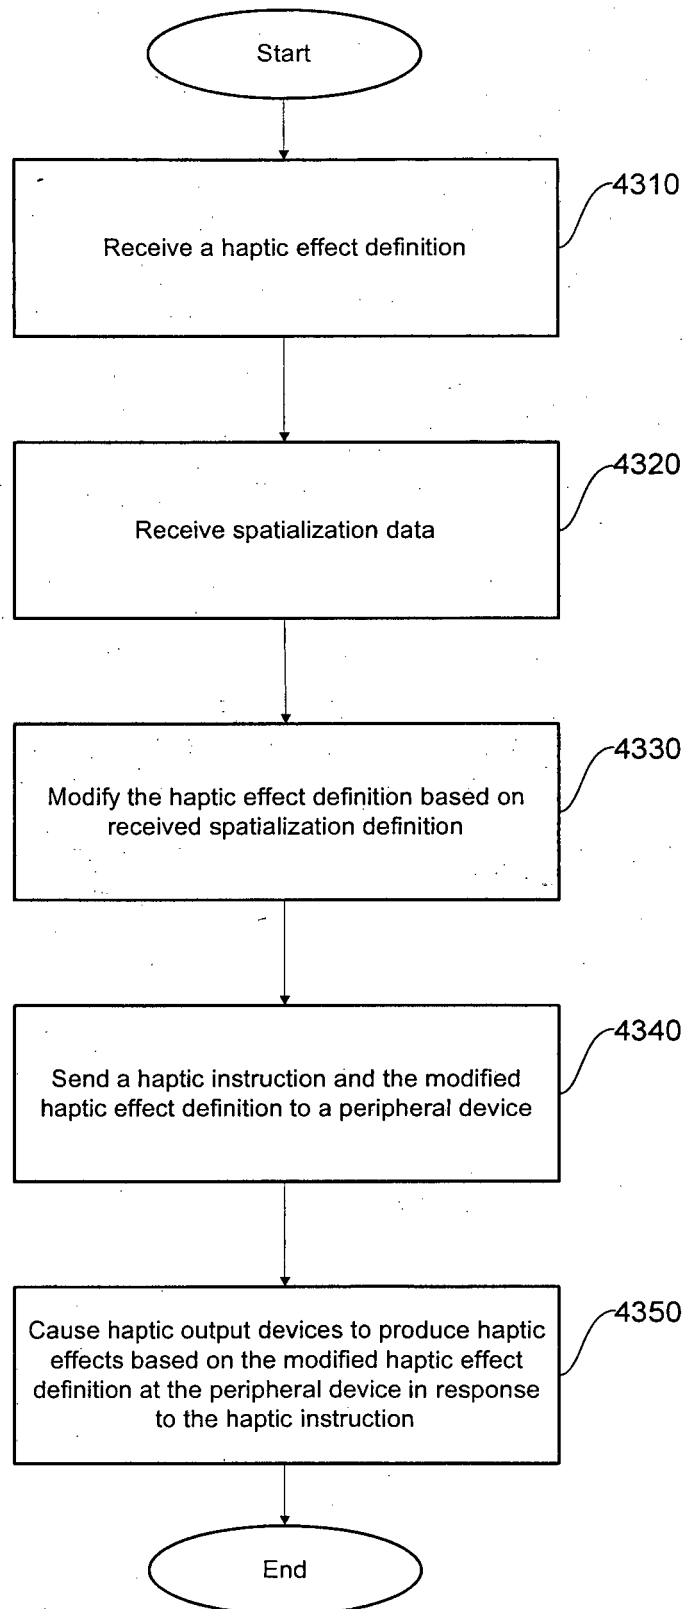 Start
4310
Receive a haptic effect definition
4320
Receive spatialization data
4330
Modify the haptic effect definition based on
received spatialization definition
4340
Send a haptic instruction and the modified
haptic effect definition to a peripheral device
4350
Cause haptic output devices to produce haptic
effects based on the modified haptic effect
definition at the peripheral device in response
to the haptic instruction
End